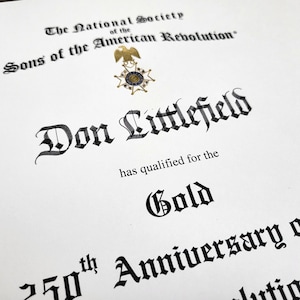 The National Society
of the
Sons of the American Revolution®
Don Littlefield
has qualified for the
Gold
250th Anniversary